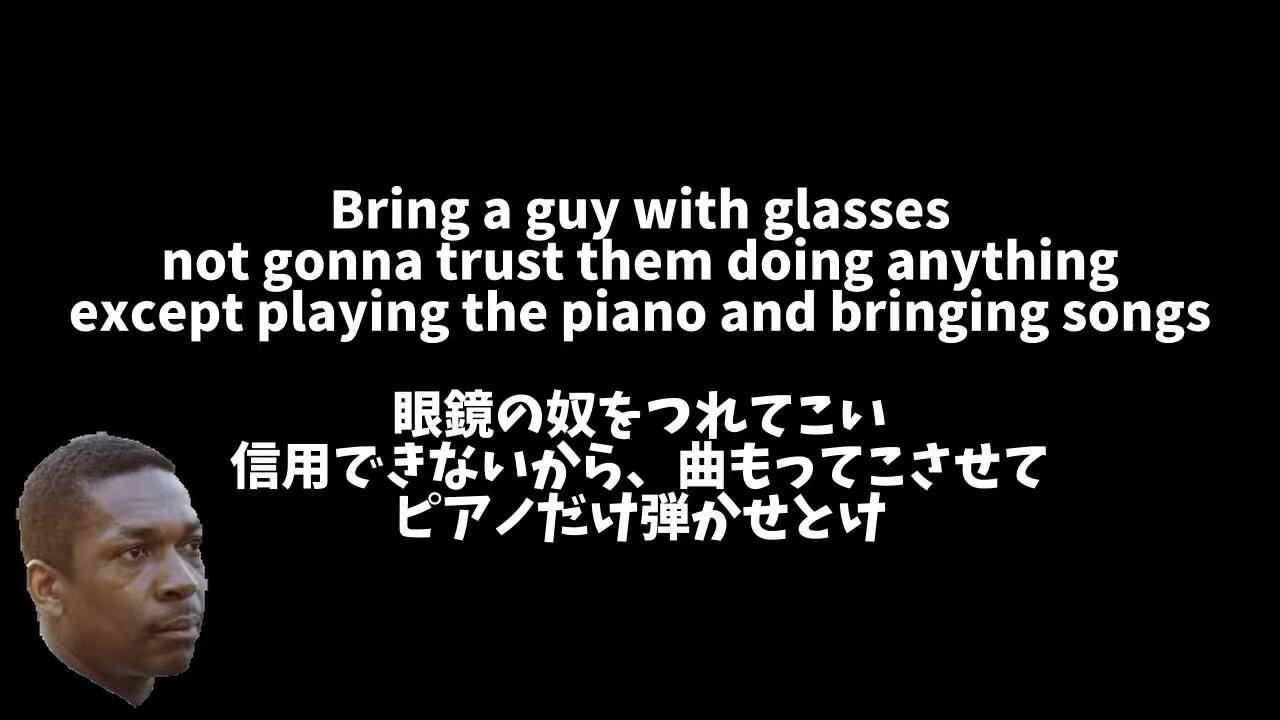 Bring a guy with glasses
not gonna trust them doing anything
except playing the piano and bringing songs
眼鏡の奴をつれてこい
信用できないから、曲もってこさせて
ピアノだけ弾かせとけ